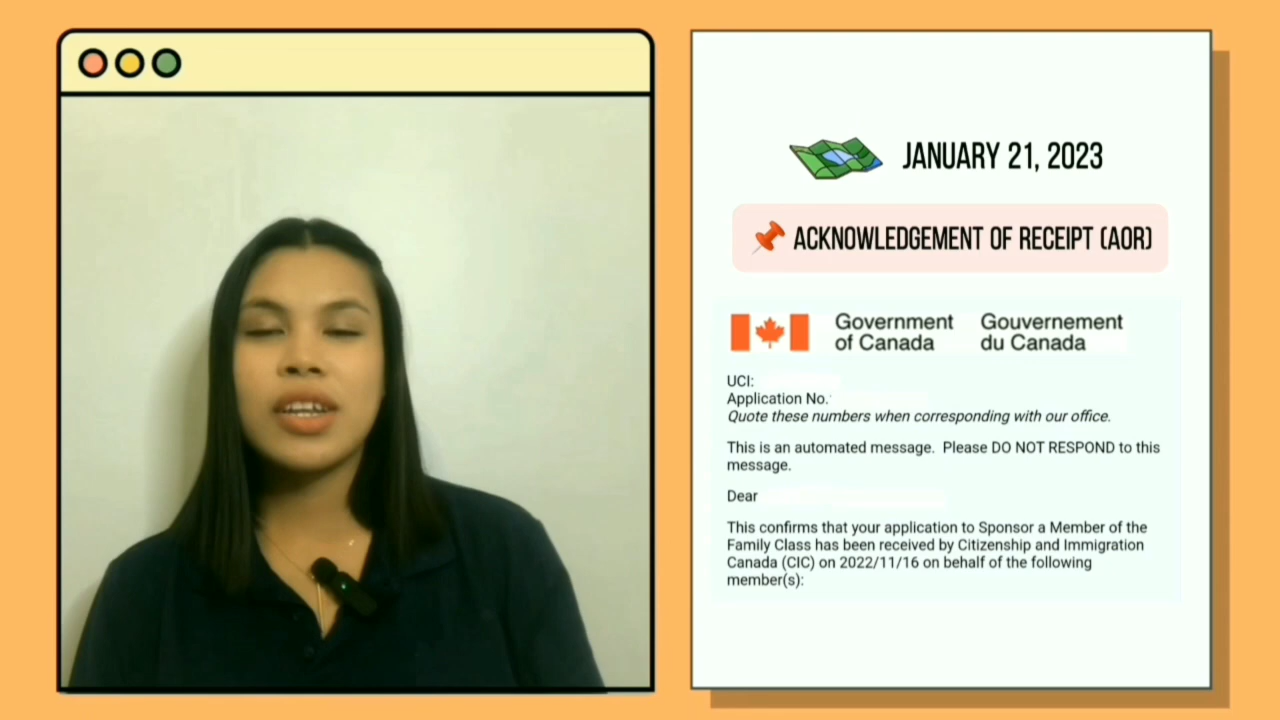 JANUARY 21, 2023
ACKNOWLEDGEMENT OF RECEIPT (AOR)
Government of Canada
Gouvernement du Canada
UCI:
Application No.
Quote these numbers when corresponding with our office.
This is an automated message.  Please DO NOT RESPOND to this
message.
Dear
This confirms that your application to Sponsor a Member of the
Family Class has been received by Citizenship and Immigration
Canada (CIC) on 2022/11/16 on behalf of the following
member(s):